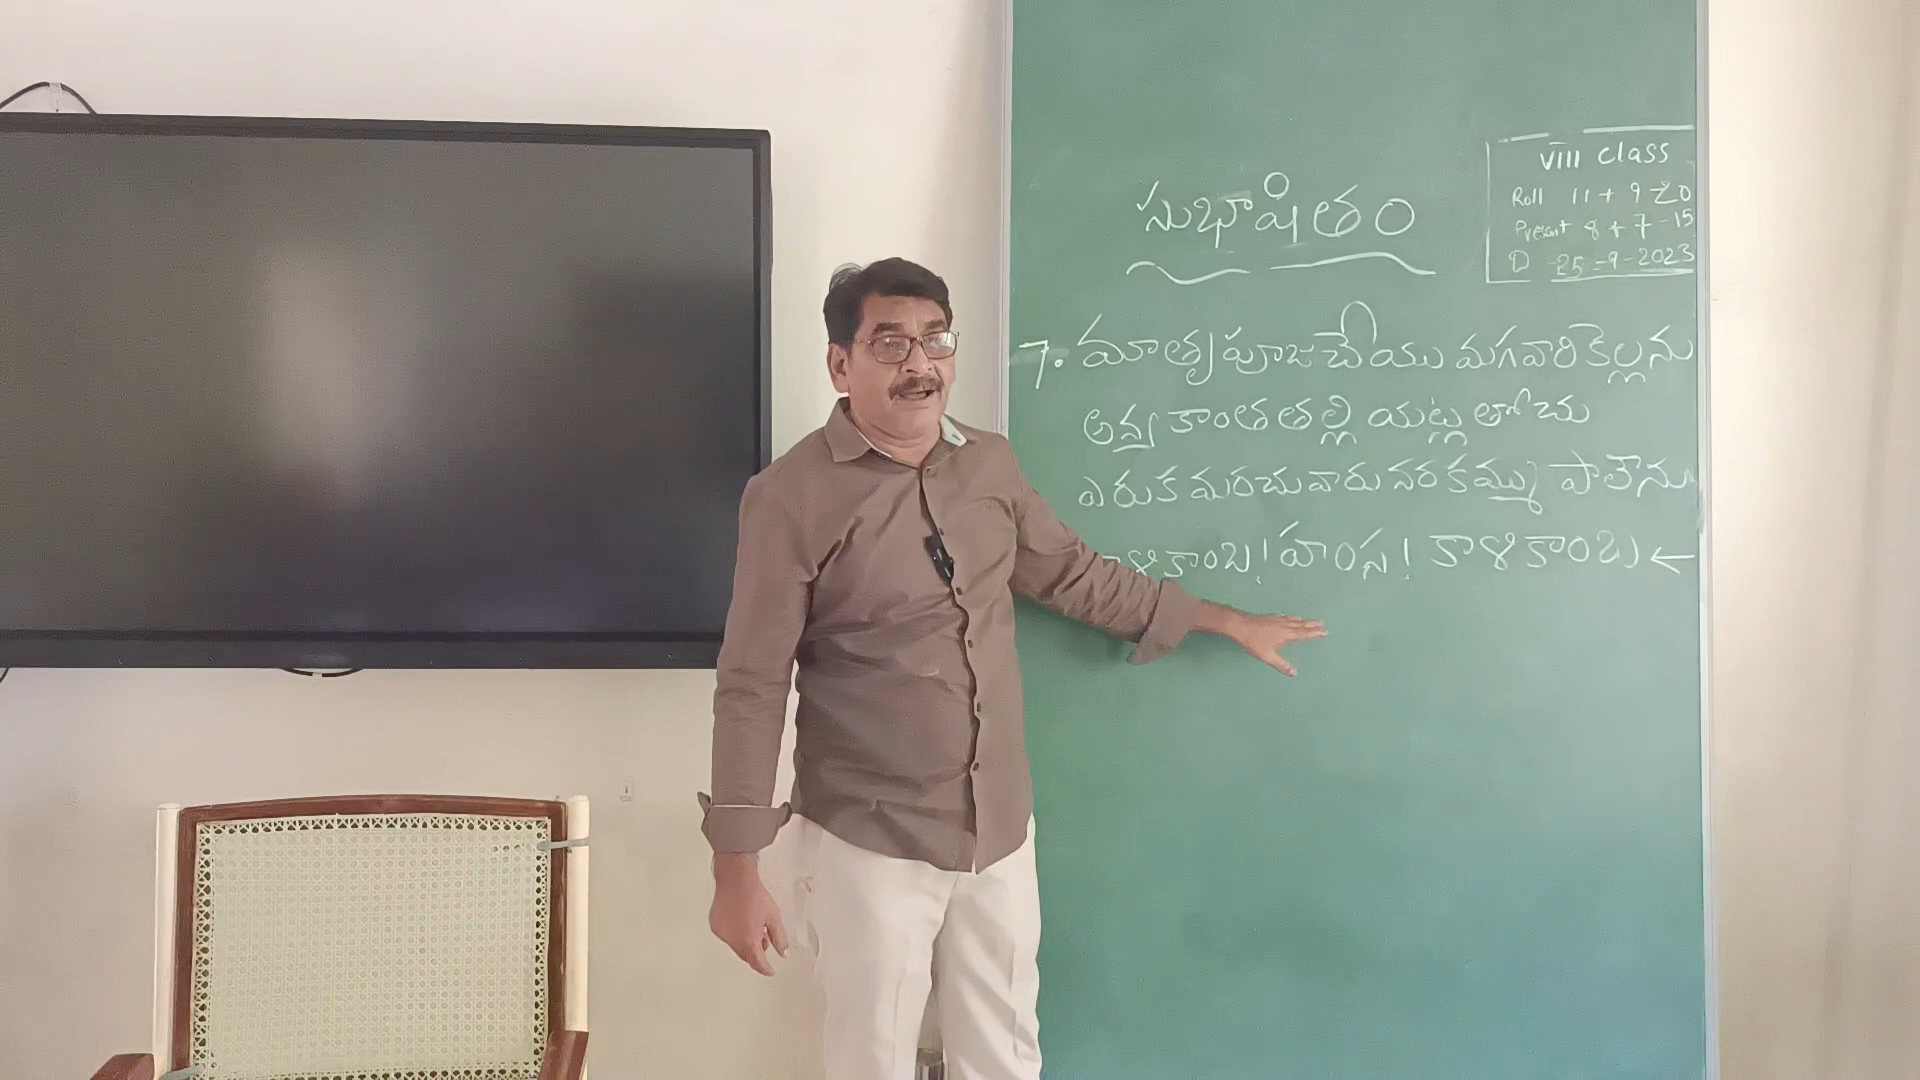 సుభాషితం
VIII class
Roll 11 + 9 20
Present 8 + 7 - 15
D 25 - 9 - 2023
7. మాతృ పూజ చేయు మగవారి కెల్లను
అన్య కాంత తల్లి యట్ల తోచు
ఎరుక మరచువారు నరకమ్ము పాలౌను
కాంబ! హంస! కాళికాంబ ←